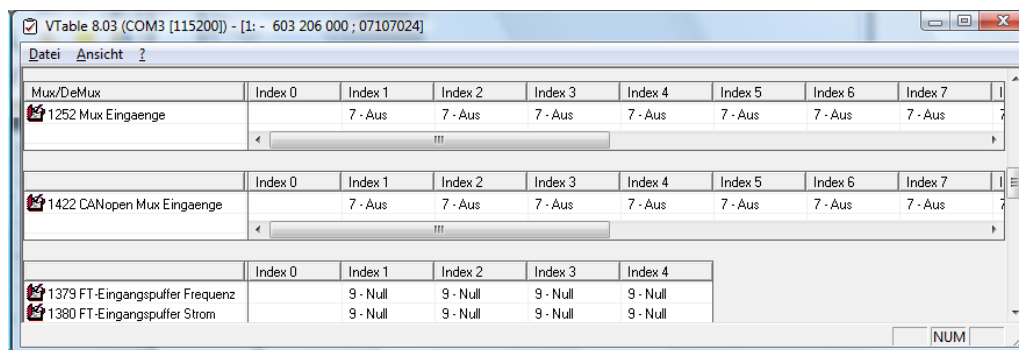 VTable 8.03 (COM3 [115200]) - [1: - 603 206 000 ; 07107024]
Datei Ansicht ?
Mux/DeMux Index 0 Index 1 Index 2 Index 3 Index 4 Index 5 Index 6 Index 7
1252 Mux Eingaenge 7 - Aus 7 - Aus 7 - Aus 7 - Aus 7 - Aus 7 - Aus 7 - Aus
Index 0 Index 1 Index 2 Index 3 Index 4 Index 5 Index 6 Index 7
1422 CANopen Mux Eingaenge 7 - Aus 7 - Aus 7 - Aus 7 - Aus 7 - Aus 7 - Aus 7 - Aus
Index 0 Index 1 Index 2 Index 3 Index 4
1379 FT-Eingangspuffer Frequenz 9 - Null 9 - Null 9 - Null 9 - Null
1380 FT-Eingangspuffer Strom 9 - Null 9 - Null 9 - Null 9 - Null
NUM